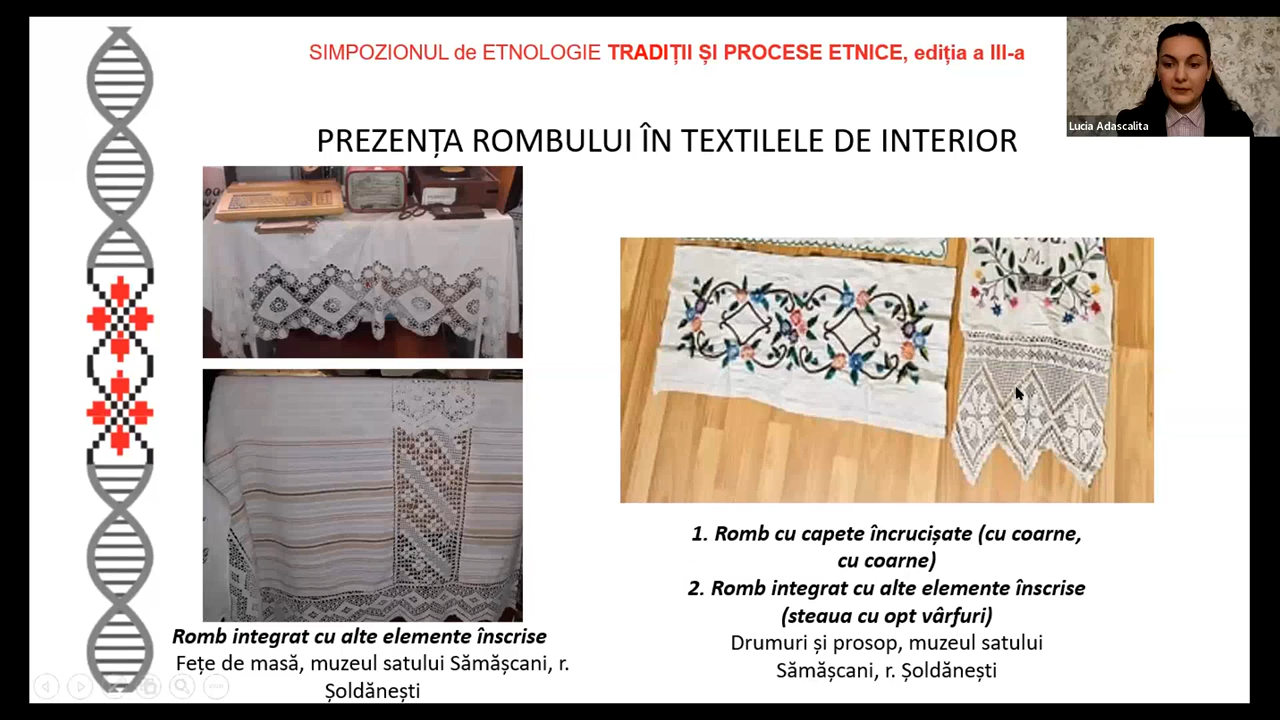 SIMPOZIONUL de ETNOLOGIE TRADIȚII ȘI PROCESE ETNICE, ediția a III-a
Lucia Adascalita
PREZENȚA ROMBULUI ÎN TEXTILELE DE INTERIOR
M.
Romb integrat cu alte elemente înscrise
Fețe de masă, muzeul satului Sămășcani, r.
Șoldănești
1. Romb cu capete încrucișate (cu coarne,
cu coarne)
2. Romb integrat cu alte elemente înscrise
(steaua cu opt vârfuri)
Drumuri și prosop, muzeul satului
Sămășcani, r. Șoldănești